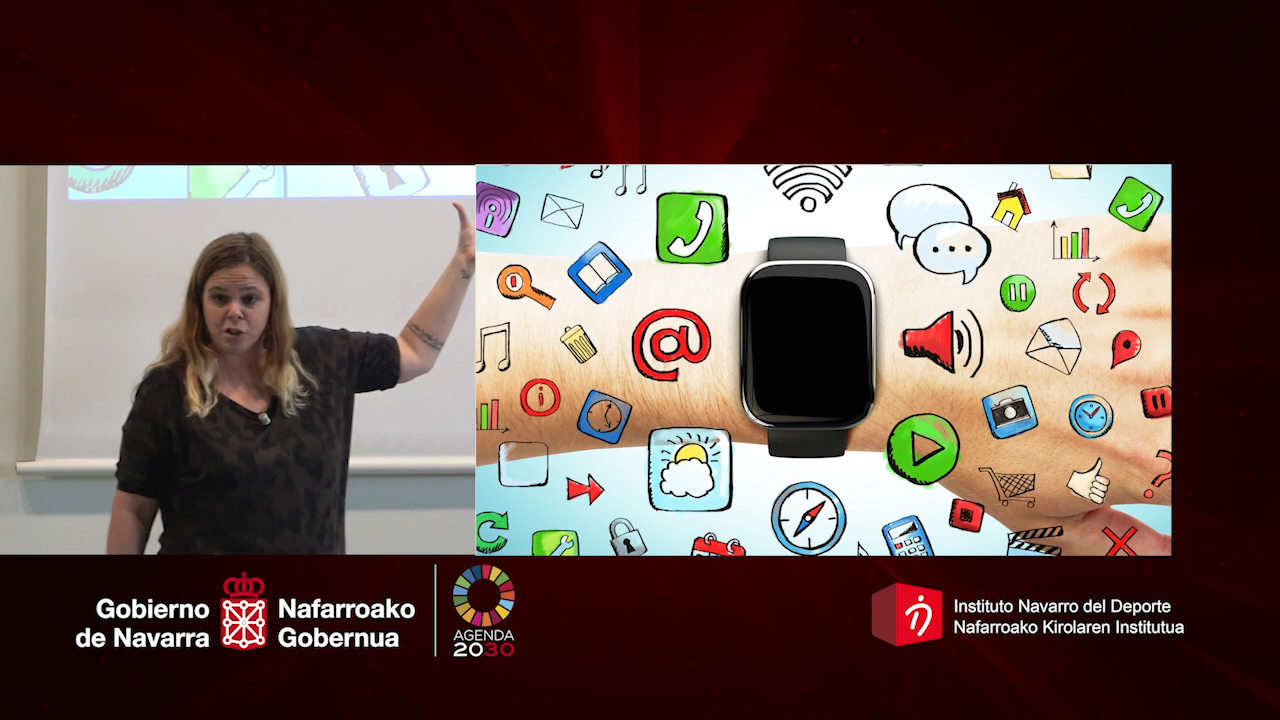 Gobierno
de Navarra
Nafarroako
Gobernua
AGENDA
2030
Instituto Navarro del Deporte
Nafarroako Kirolaren Institutua
@